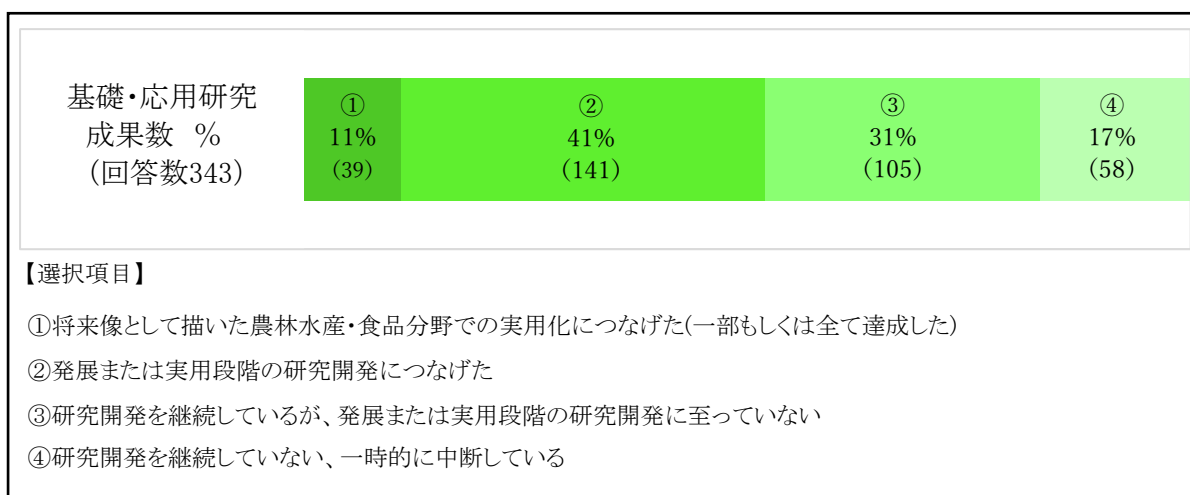 基礎・応用研究
成果数 %
(回答数343)
①
11%
(39)
②
41%
(141)
③
31%
(105)
④
17%
(58)
【選択項目】
①将来像として描いた農林水産・食品分野での実用化につなげた(一部もしくは全て達成した)
②発展または実用段階の研究開発につなげた
③研究開発を継続しているが、発展または実用段階の研究開発に至っていない
④研究開発を継続していない、一時的に中断している